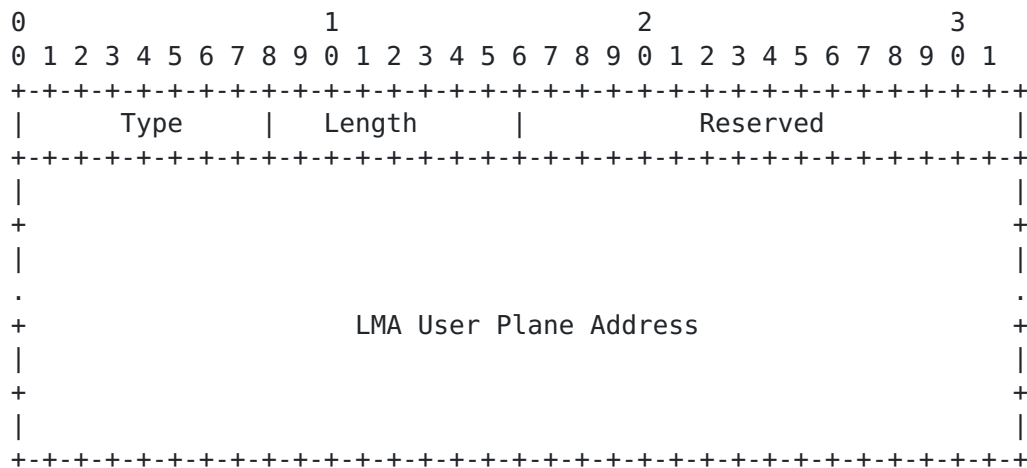 0                   1                   2                   3
0 1 2 3 4 5 6 7 8 9 0 1 2 3 4 5 6 7 8 9 0 1 2 3 4 5 6 7 8 9 0 1
+-+-+-+-+-+-+-+-+-+-+-+-+-+-+-+-+-+-+-+-+-+-+-+-+-+-+-+-+-+-+-+-+
|      Type     |   Length      |           Reserved            |
+-+-+-+-+-+-+-+-+-+-+-+-+-+-+-+-+-+-+-+-+-+-+-+-+-+-+-+-+-+-+-+-+
|                                                               |
+                                                               +
|                                                               |
.                                                               .
+                     LMA User Plane Address                    +
|                                                               |
+                                                               +
|                                                               |
+-+-+-+-+-+-+-+-+-+-+-+-+-+-+-+-+-+-+-+-+-+-+-+-+-+-+-+-+-+-+-+-+